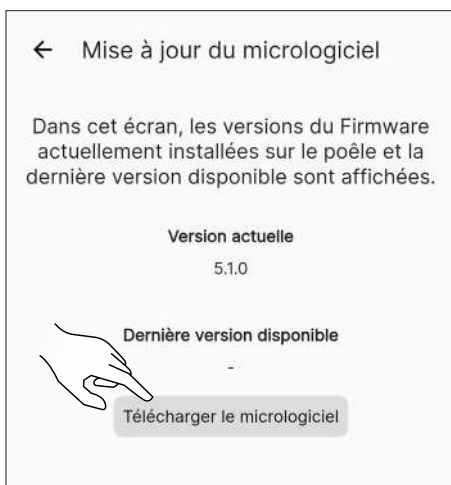 ← Mise à jour du micrologiciel
Dans cet écran, les versions du Firmware
actuellement installées sur le poêle et la
dernière version disponible sont affichées.
Version actuelle
5.1.0
Dernière version disponible
-
Télécharger le micrologiciel